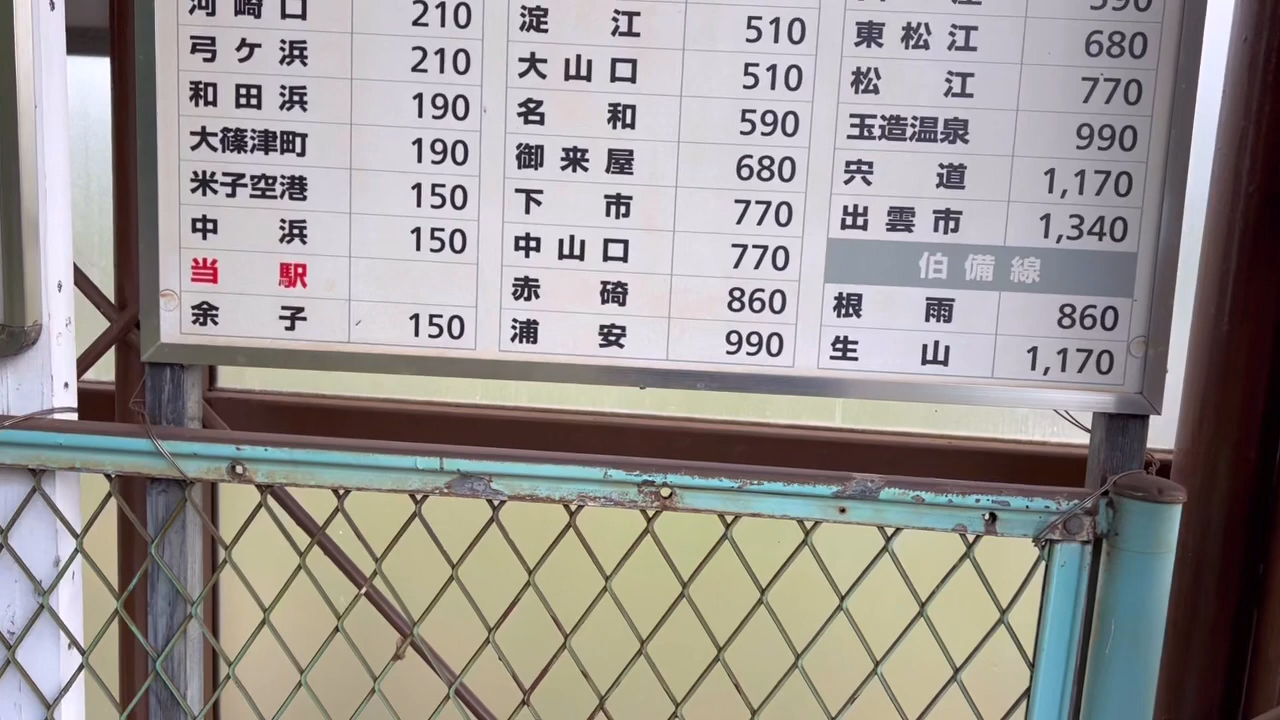 河崎口 210
弓ケ浜 210
和田浜 190
大篠津町 190
米子空港 150
中浜 150
当駅
余子 150
淀江 510
大山口 510
名和 590
御来屋 680
下市 770
中山口 770
赤碕 860
浦安 990
590
東松江 680
松江 770
玉造温泉 990
宍道 1,170
出雲市 1,340
伯備線
根雨 860
生山 1,170